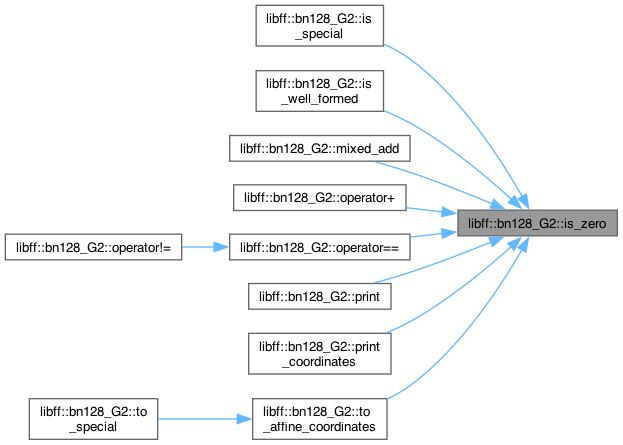 libff::bn128_G2::is
_special
libff::bn128_G2::is
_well_formed
libff::bn128_G2::mixed_add
libff::bn128_G2::operator+
libff::bn128_G2::is_zero
libff::bn128_G2::operator!=
libff::bn128_G2::operator==
libff::bn128_G2::print
libff::bn128_G2::print
_coordinates
libff::bn128_G2::to
_special
libff::bn128_G2::to
_affine_coordinates